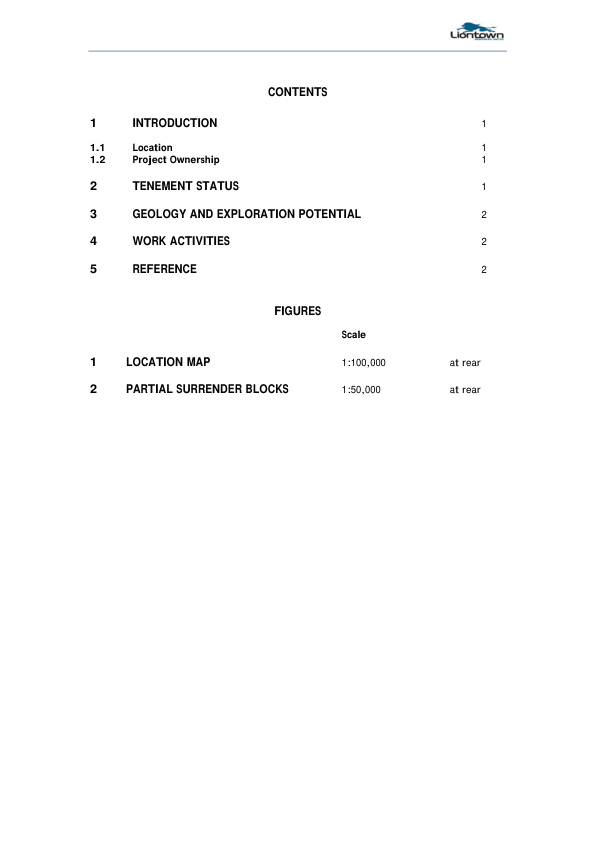 Liontown
CONTENTS
1 INTRODUCTION 1
1.1 Location 1
1.2 Project Ownership 1
2 TENEMENT STATUS 1
3 GEOLOGY AND EXPLORATION POTENTIAL 2
4 WORK ACTIVITIES 2
5 REFERENCE 2
FIGURES
Scale
1 LOCATION MAP 1:100,000 at rear
2 PARTIAL SURRENDER BLOCKS 1:50,000 at rear